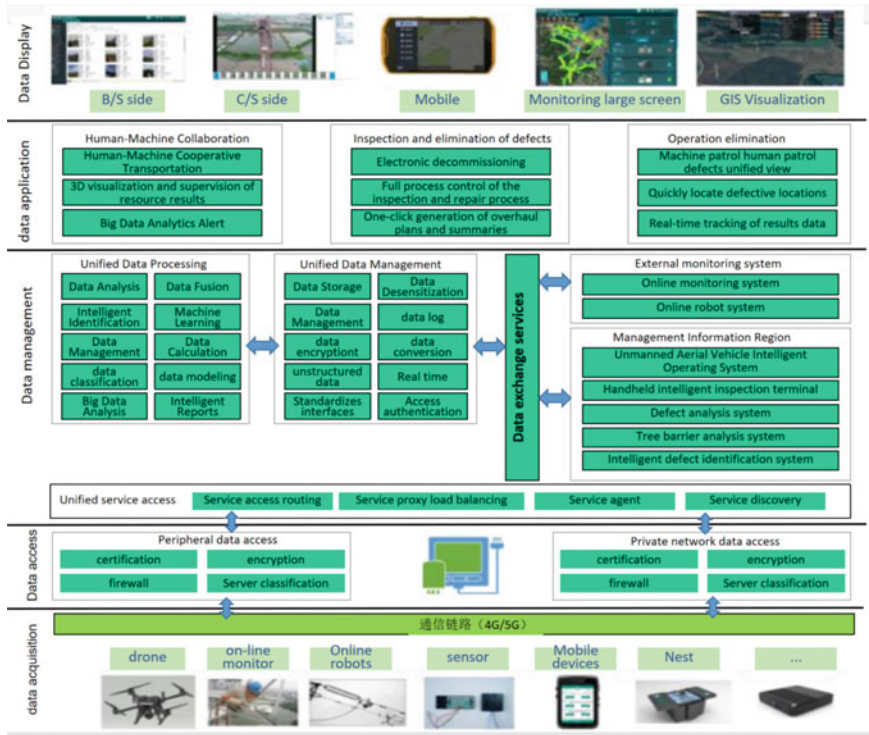 Data Display
B/S side
C/S side
Mobile
Monitoring large screen
GIS Visualization
data application
Human-Machine Collaboration
Human-Machine Cooperative
Transportation
3D visualization and supervision of
resource results
Big Data Analytics Alert
Inspection and elimination of defects
Electronic decommissioning
Full process control of the
inspection and repair process
One-click generation of overhaul
plans and summaries
Operation elimination
Machine patrol human patrol
defects unified view
Quickly locate defective locations
Real-time tracking of results data
Data management
Unified Data Processing
Data Analysis
Data Fusion
Intelligent
Identification
Machine
Learning
Data
Management
Data
Calculation
data
classification
data modeling
Big Data
Analysis
Intelligent
Reports
Unified Data Management
Data Storage
Data
Desensitization
Data
Management
data log
data
encryptiont
data
conversion
unstructured
data
Real time
Standardizes
interfaces
Access
authentication
Data exchange services
External monitoring system
Online monitoring system
Online robot system
Management Information Region
Unmanned Aerial Vehicle Intelligent
Operating System
Handheld intelligent inspection terminal
Defect analysis system
Tree barrier analysis system
Intelligent defect identification system
Unified service access
Service access routing
Service proxy load balancing
Service agent
Service discovery
Data access
Peripheral data access
certification
encryption
firewall
Server classification
Private network data access
certification
encryption
firewall
Server classification
data acquisition
通信链路（4G/5G）
drone
on-line
monitor
Online
robots
sensor
Mobile
devices
Nest
...